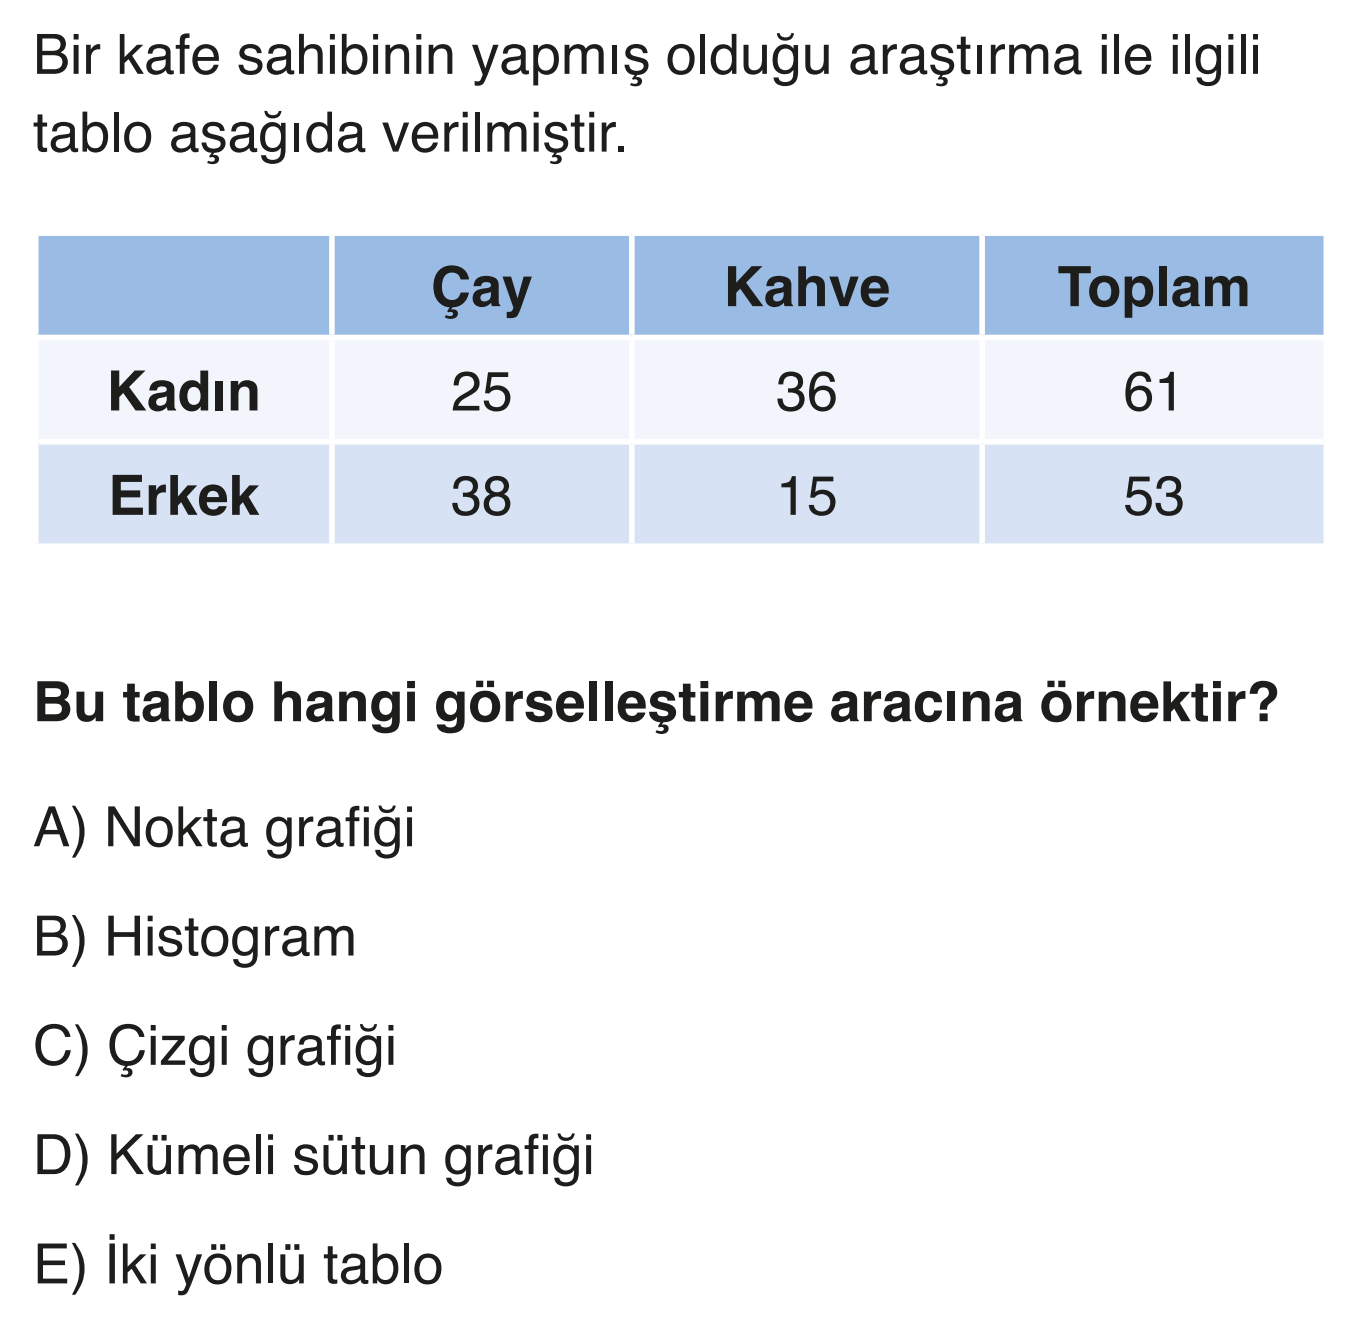 Bir kafe sahibinin yapmış olduğu araştırma ile ilgili
tablo aşağıda verilmiştir.
Çay Kahve Toplam
Kadın 25 36 61
Erkek 38 15 53
Bu tablo hangi görselleştirme aracına örnektir?
A) Nokta grafiği
B) Histogram
C) Çizgi grafiği
D) Kümeli sütun grafiği
E) İki yönlü tablo